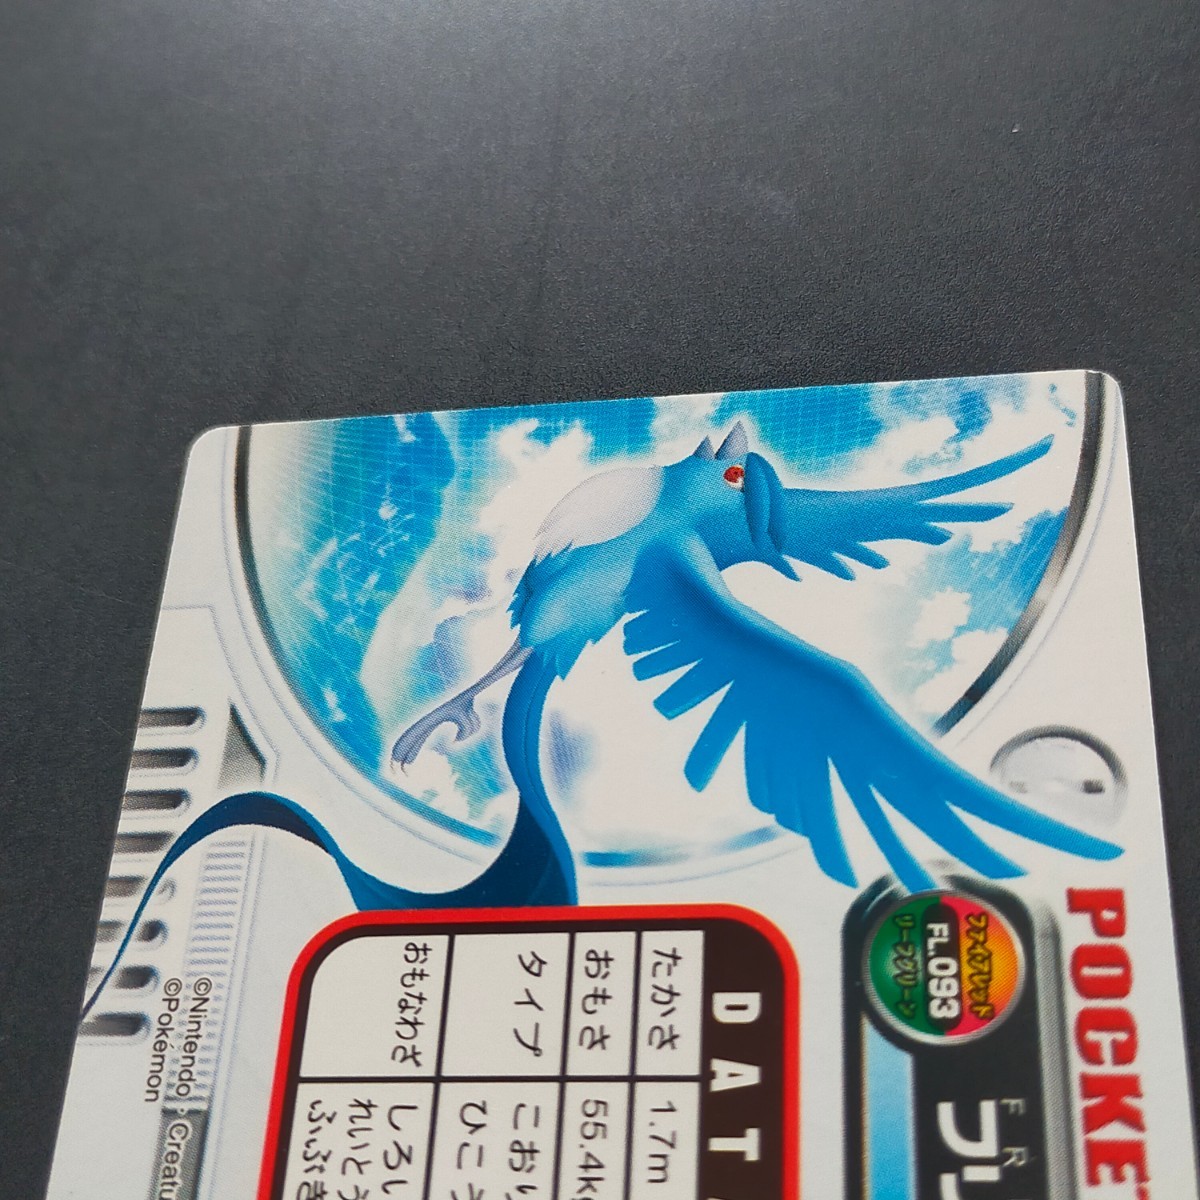 POCKE
ファイアレッド
FL.093
リーフグリーン
FR
フリ
DATA
たかさ 1.7m
おもさ 55.4k
タイプ こおり
ひこう
おもなわざ しろい
れいとう
ふぶき
©Nintendo・Creatu
©Pokémon